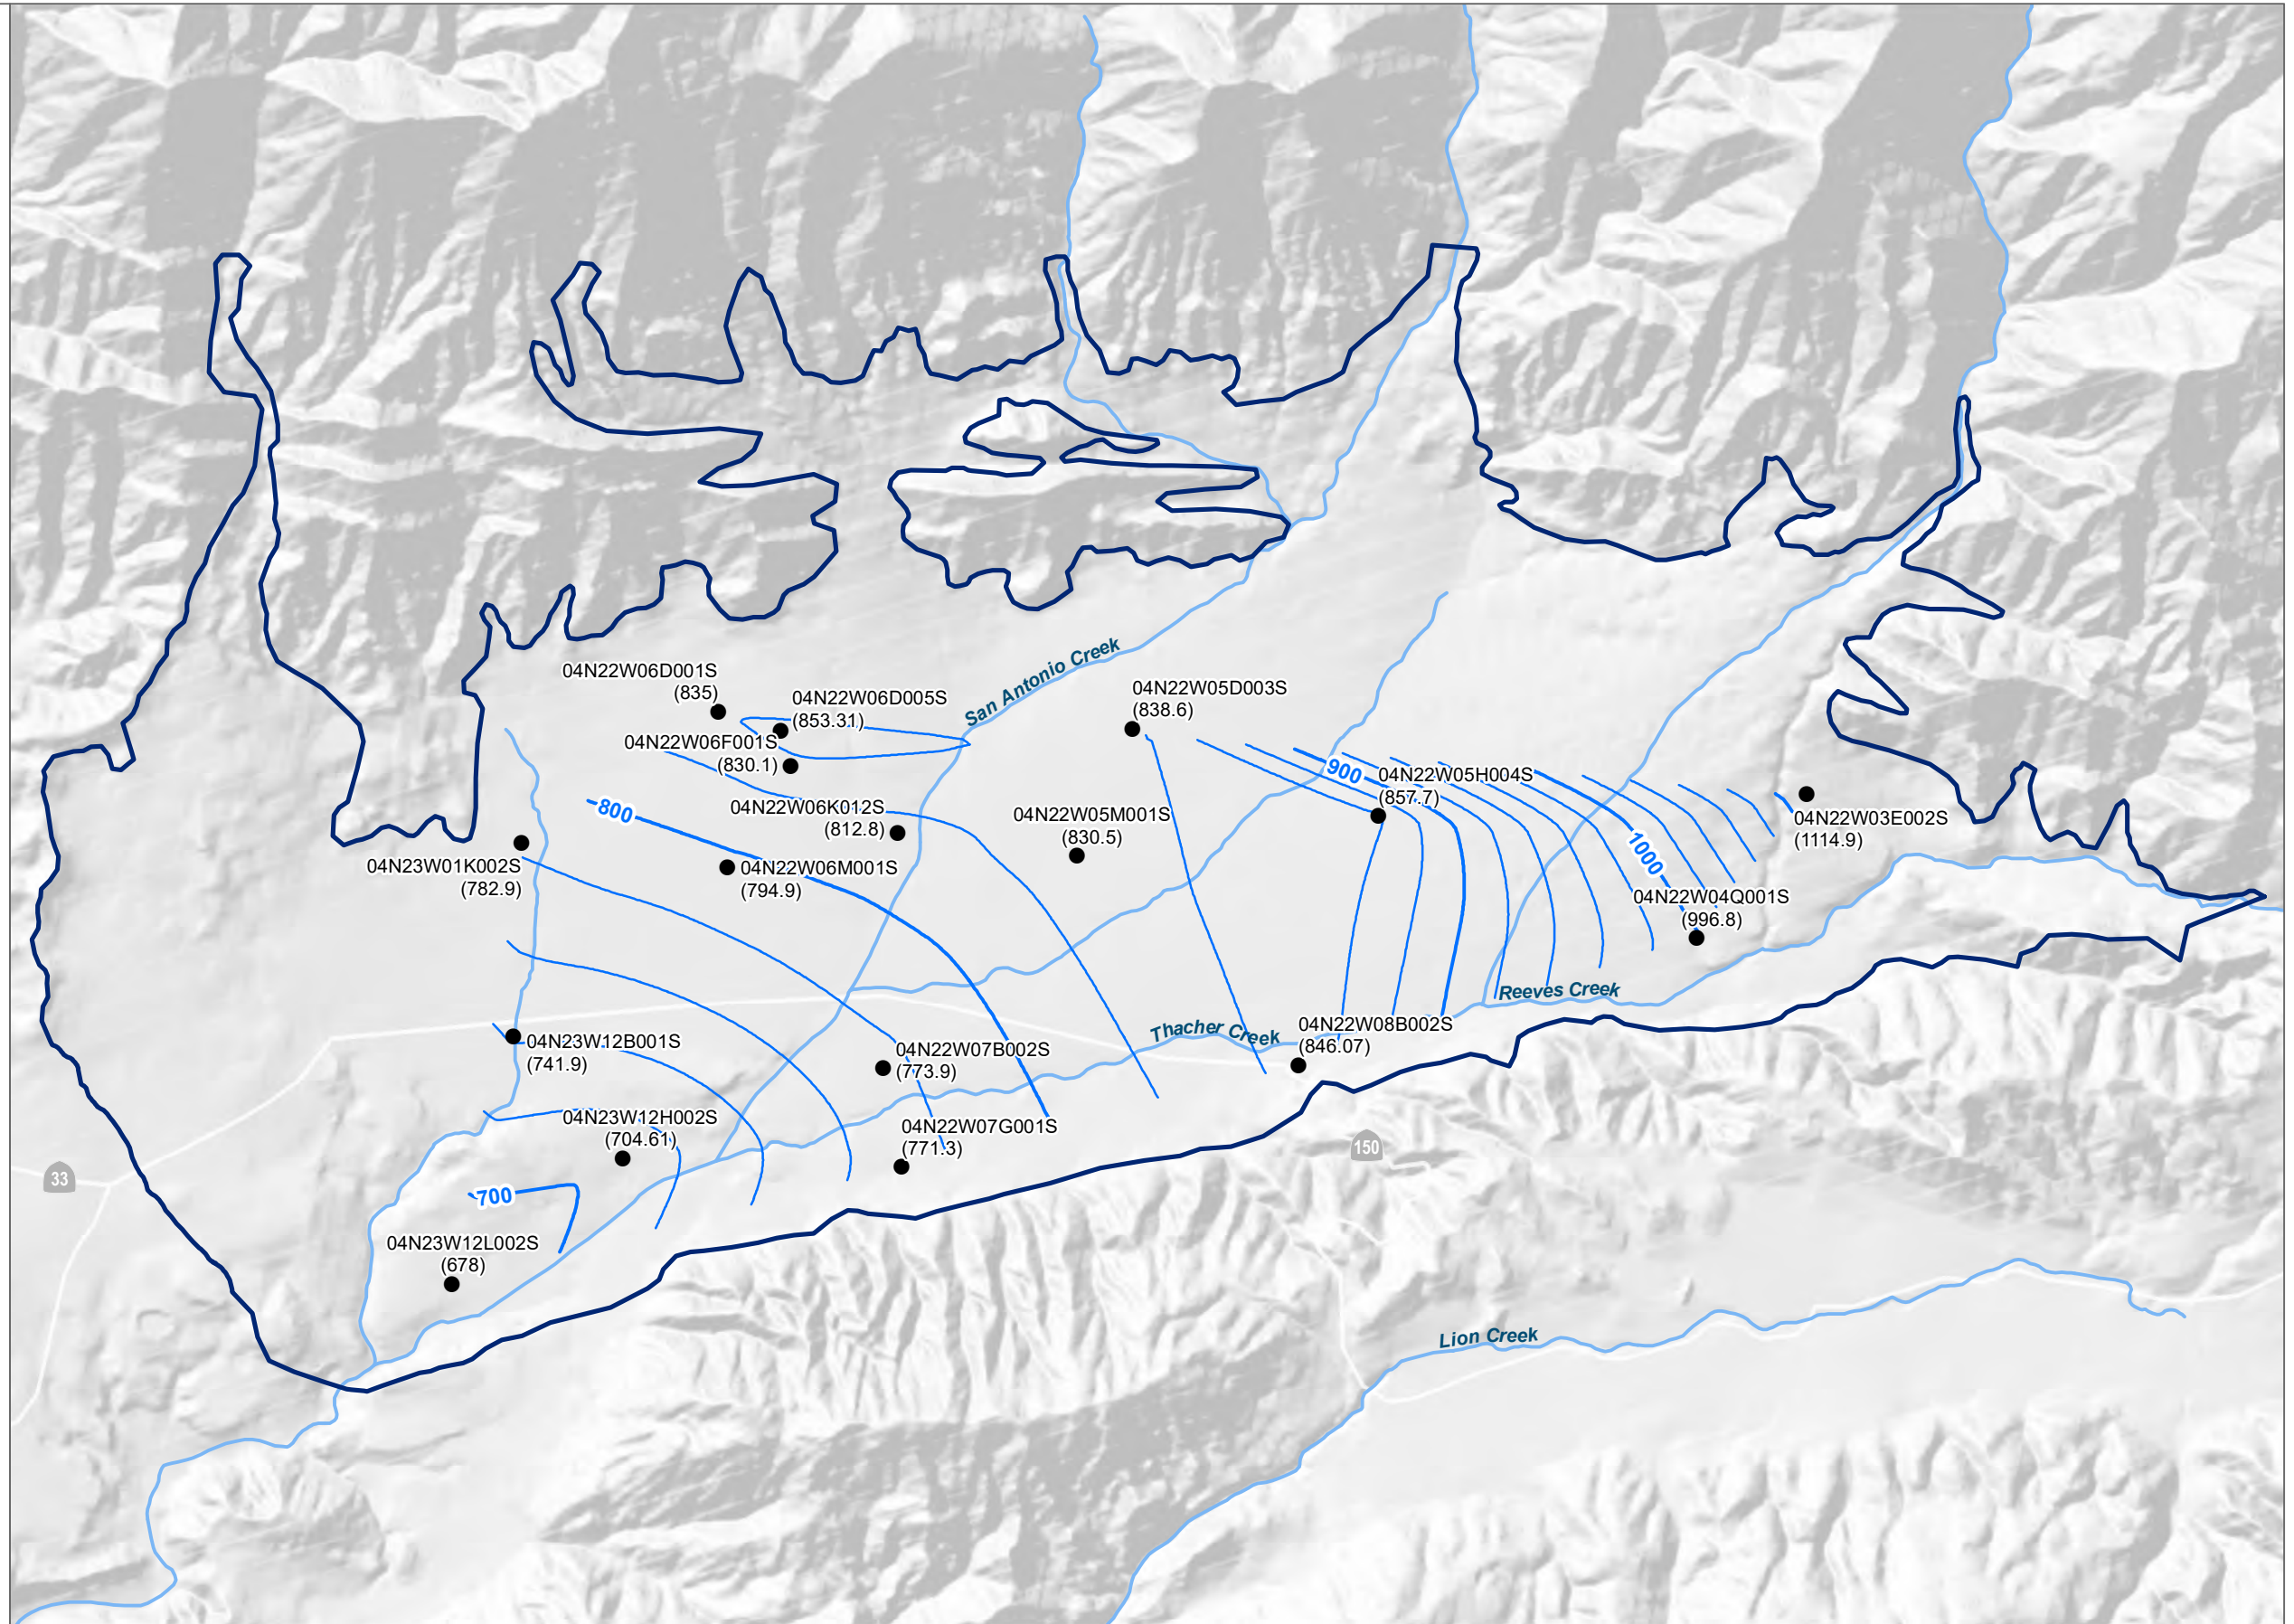 San Antonio Creek
04N22W06D001S
(835)
04N22W06D005S
(853.31)
04N22W05D003S
(838.6)
04N22W06F001S
(830.1)
900
04N22W05H004S
(857.7)
800
04N22W06K012S
(812.8)
04N22W05M001S
(830.5)
04N22W03E002S
(1114.9)
1000
04N23W01K002S
(782.9)
04N22W06M001S
(794.9)
04N22W04Q001S
(996.8)
Reeves Creek
Thacher Creek
04N22W08B002S
(846.07)
04N23W12B001S
(741.9)
04N22W07B002S
(773.9)
04N23W12H002S
(704.61)
04N22W07G001S
(771.3)
150
33
700
04N23W12L002S
(678)
Lion Creek